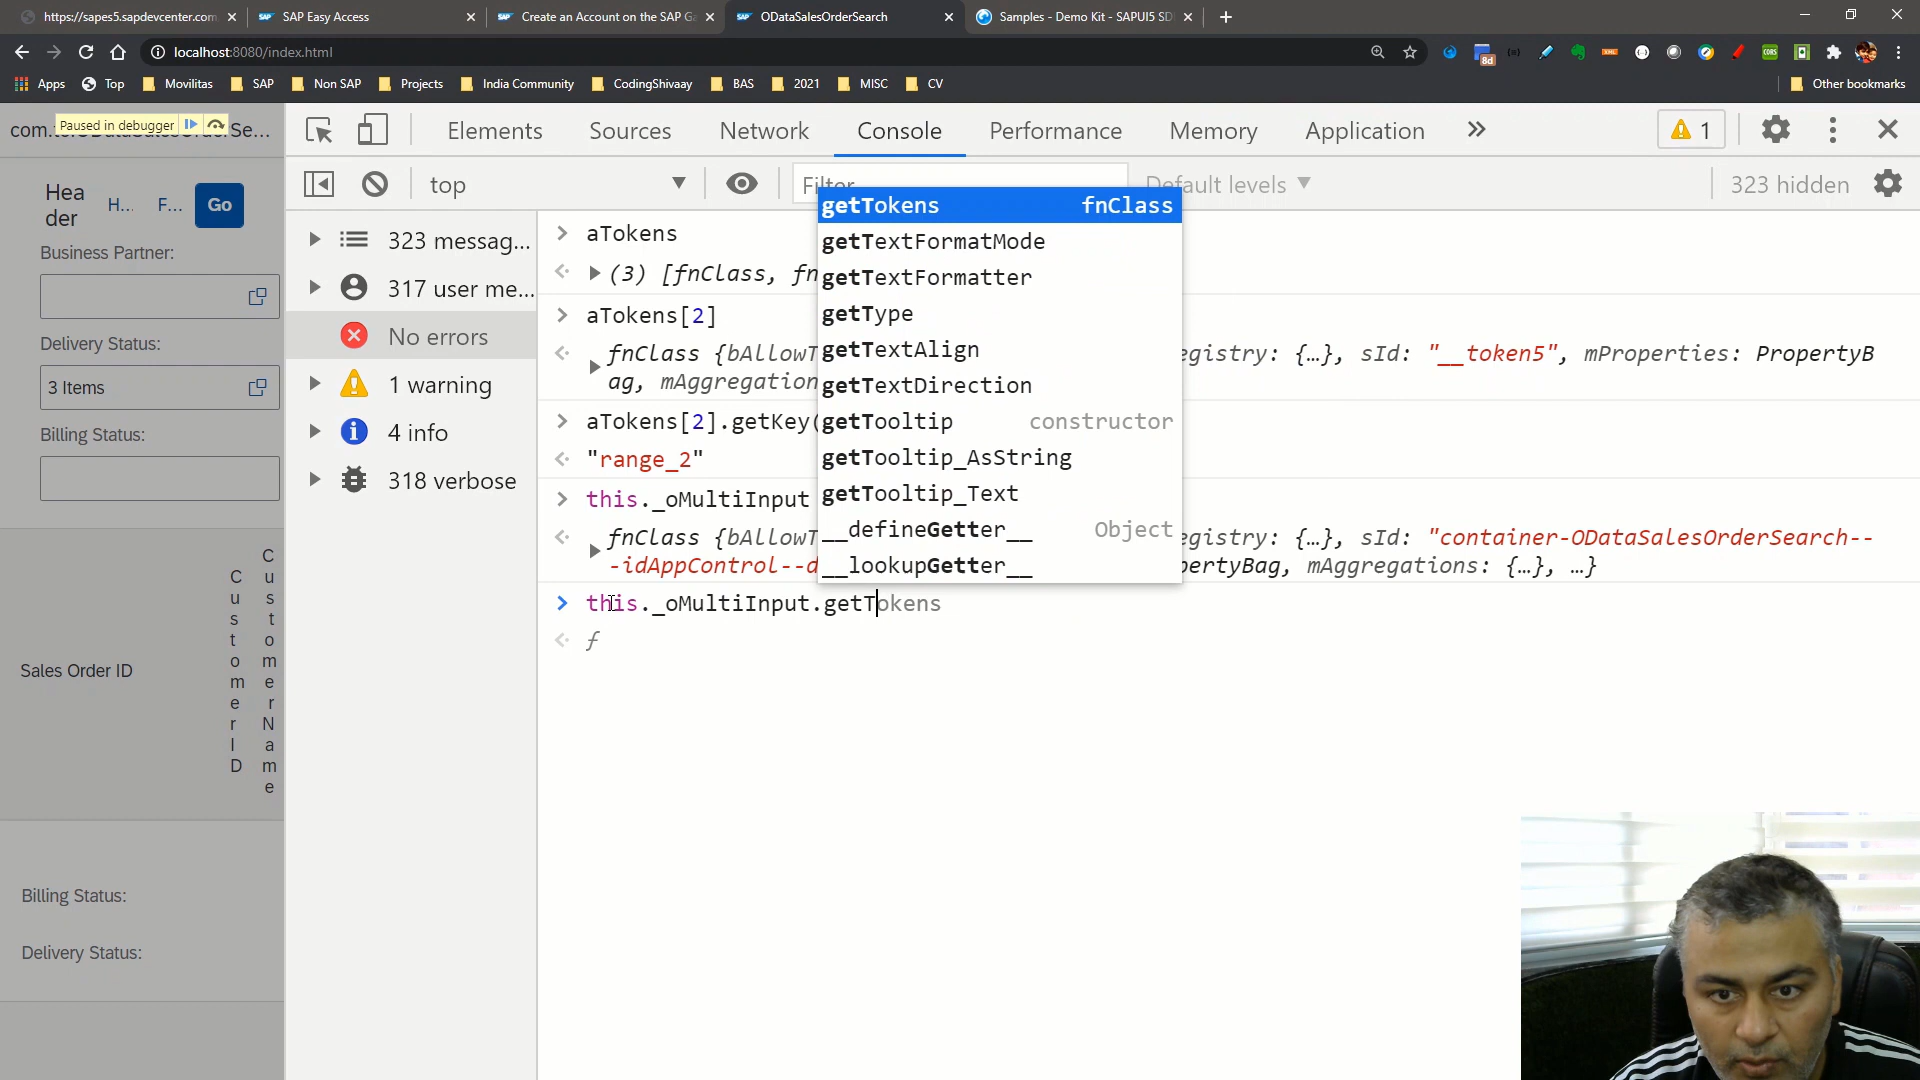 https://sapes5.sapdevcenter.com
SAP Easy Access
Create an Account on the SAP Ga
ODataSalesOrderSearch
Samples - Demo Kit - SAPUI5 SD
localhost:8080/index.html
8d
Apps
Top
Movilitas
SAP
Non SAP
Projects
India Community
CodingShivaay
BAS
2021
MISC
CV
Other bookmarks
Paused in debugger
Se...
Hea
der
H...
F...
Go
Business Partner:
Delivery Status:
3 Items
Billing Status:
Sales Order ID
Customer ID
Customer Name
Billing Status:
Delivery Status:
Elements
Sources
Network
Console
Performance
Memory
Application
1
top
Filter
Default levels
323 hidden
323 messag...
317 user me...
No errors
1 warning
4 info
318 verbose
aTokens
(3) [fnClass, fn
aTokens[2]
fnClass {bAllowT
egistry: {…}, sId: "__token5", mProperties: PropertyB
ag, mAggregation
aTokens[2].getKey(
"range_2"
this._oMultiInput
fnClass {bAllowT
egistry: {…}, sId: "container-ODataSalesOrderSearch--
-idAppControl--d
pertyBag, mAggregations: {…}, …}
this._oMultiInput.getTokens
f
getTokens fnClass
getTextFormatMode
getTextFormatter
getType
getTextAlign
getTextDirection
getTooltip constructor
getTooltip_AsString
getTooltip_Text
__defineGetter__ Object
__lookupGetter__